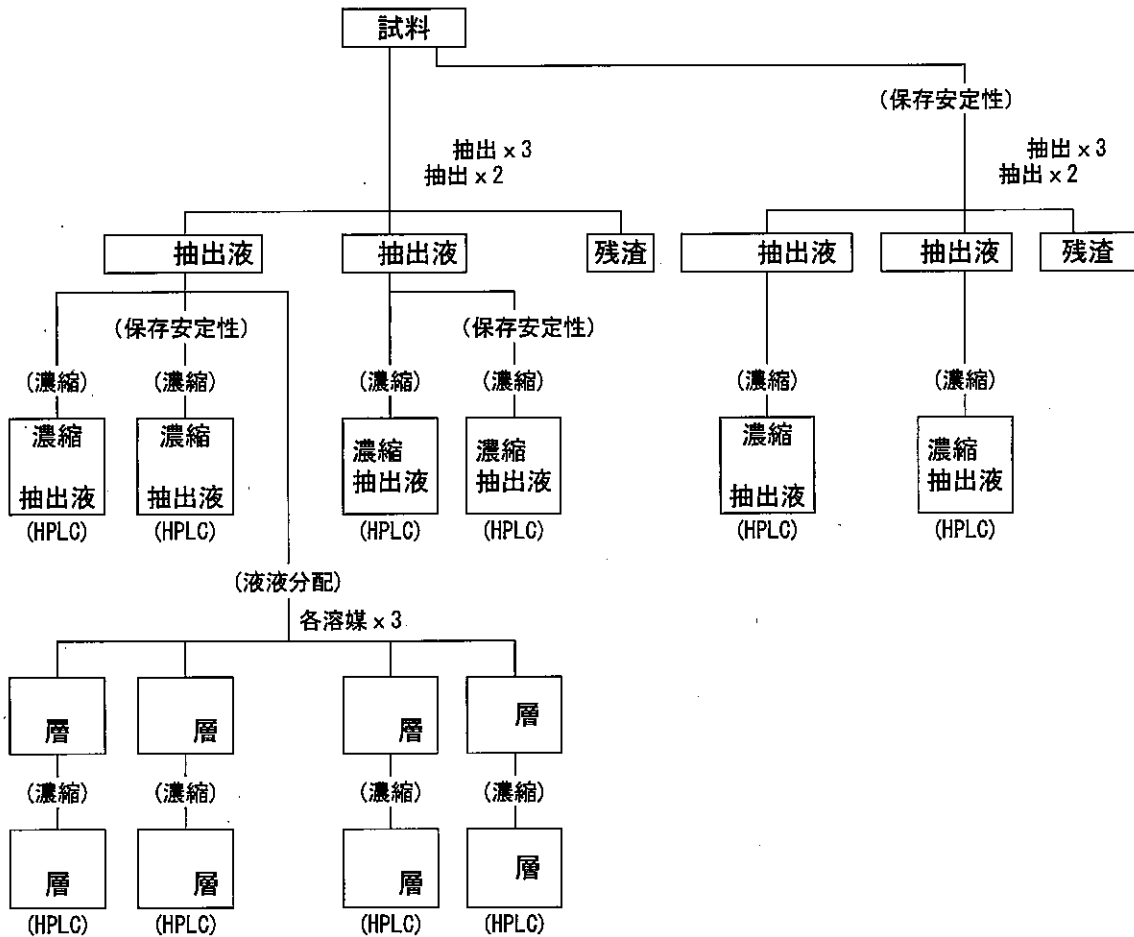 試料
(保存安定性)
抽出 x 3
抽出 x 2
抽出 x 3
抽出 x 2
抽出液
抽出液
残渣
抽出液
抽出液
残渣
(保存安定性)
(保存安定性)
(濃縮)
(濃縮)
(濃縮)
(濃縮)
(濃縮)
(濃縮)
濃縮
抽出液
濃縮
抽出液
濃縮
抽出液
濃縮
抽出液
濃縮
抽出液
濃縮
抽出液
(HPLC)
(HPLC)
(HPLC)
(HPLC)
(HPLC)
(HPLC)
(液液分配)
各溶媒 x 3
層
層
層
層
(濃縮)
(濃縮)
(濃縮)
(濃縮)
層
層
層
層
(HPLC)
(HPLC)
(HPLC)
(HPLC)